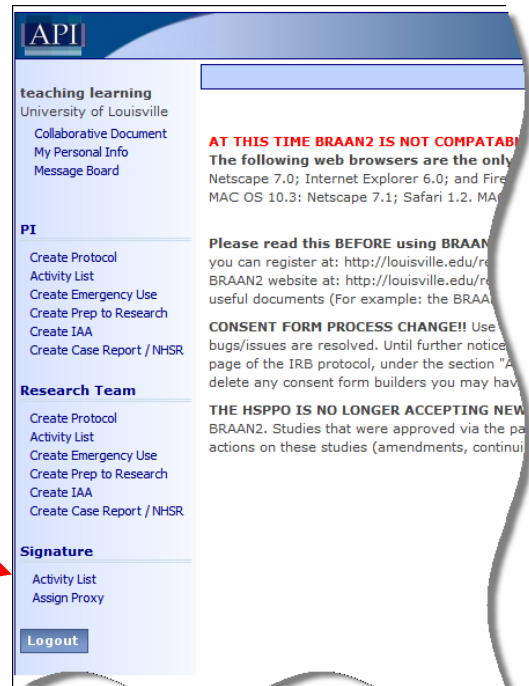 API
teaching learning
University of Louisville
Collaborative Document
My Personal Info
Message Board
PI
Create Protocol
Activity List
Create Emergency Use
Create Prep to Research
Create IAA
Create Case Report / NHSR
Research Team
Create Protocol
Activity List
Create Emergency Use
Create Prep to Research
Create IAA
Create Case Report / NHSR
Signature
Activity List
Assign Proxy
Logout
AT THIS TIME BRAAN2 IS NOT COMPATAB
The following web browsers are the only
Netscape 7.0; Internet Explorer 6.0; and Fire
MAC OS 10.3: Netscape 7.1; Safari 1.2. MA
Please read this BEFORE using BRAAN
you can register at: http://louisville.edu/re
BRAAN2 website at: http://louisville.edu/re
useful documents (For example: the BRAA
CONSENT FORM PROCESS CHANGE!! Use
bugs/issues are resolved. Until further notice
page of the IRB protocol, under the section "A
delete any consent form builders you may hav
THE HSPPO IS NO LONGER ACCEPTING NEW
BRAAN2. Studies that were approved via the pa
actions on these studies (amendments, continui